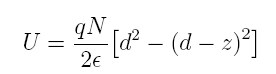 U = \frac{qN}{2\epsilon}\left[d^2 - (d - z)^2\right]